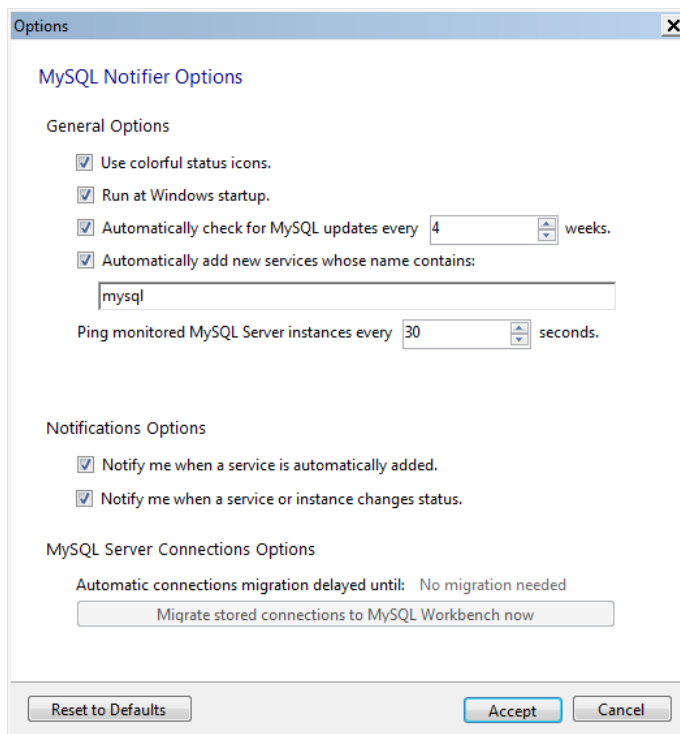 Options
MySQL Notifier Options
General Options
Use colorful status icons.
Run at Windows startup.
Automatically check for MySQL updates every 4 weeks.
Automatically add new services whose name contains:
mysql
Ping monitored MySQL Server instances every 30 seconds.
Notifications Options
Notify me when a service is automatically added.
Notify me when a service or instance changes status.
MySQL Server Connections Options
Automatic connections migration delayed until: No migration needed
Migrate stored connections to MySQL Workbench now
Reset to Defaults Accept Cancel